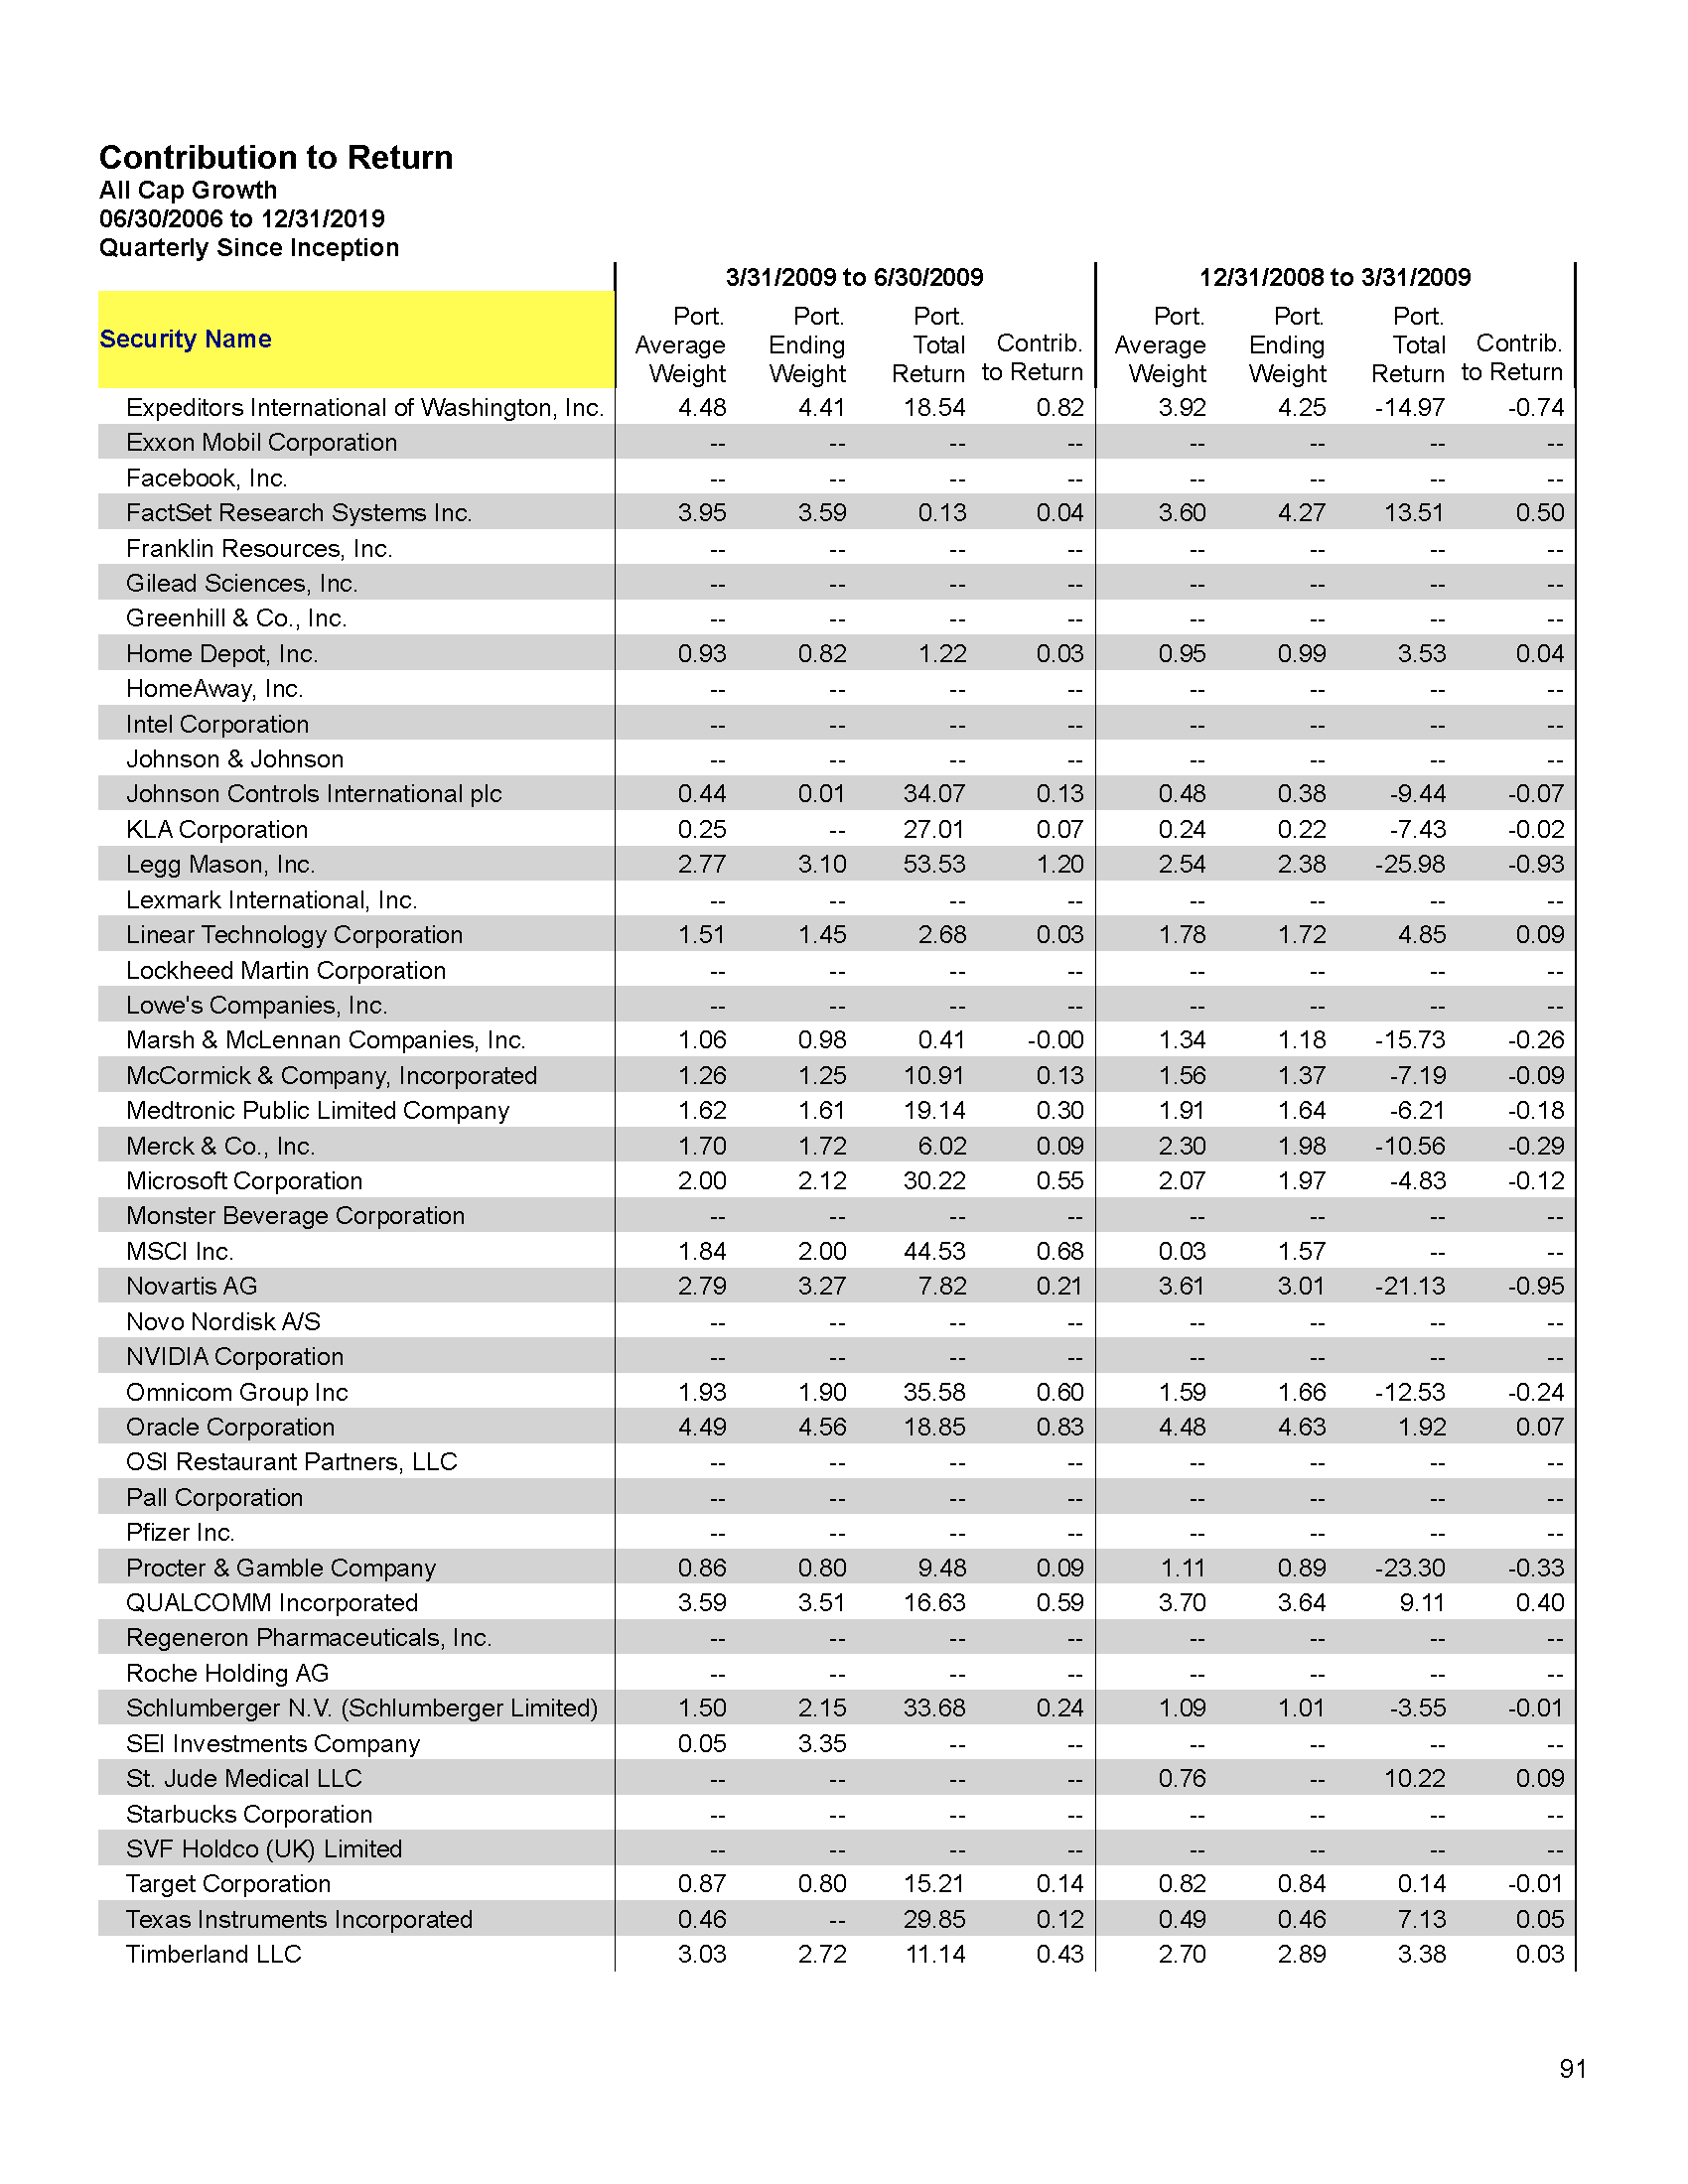 Contribution to Return
All Cap Growth
06/30/2006 to 12/31/2019
Quarterly Since Inception
3/31/2009 to 6/30/2009 12/31/2008 to 3/31/2009
Security Name
Port. Port. Port. Port. Port. Port.
Average Ending Total Contrib. Average Ending Total Contrib.
Weight Weight Return to Return Weight Weight Return to Return
Expeditors International of Washington, Inc. 4.48 4.41 18.54 0.82 3.92 4.25 -14.97 -0.74
Exxon Mobil Corporation -- -- -- -- -- -- -- --
Facebook, Inc. -- -- -- -- -- -- -- --
FactSet Research Systems Inc. 3.95 3.59 0.13 0.04 3.60 4.27 13.51 0.50
Franklin Resources, Inc. -- -- -- -- -- -- -- --
Gilead Sciences, Inc. -- -- -- -- -- -- -- --
Greenhill & Co., Inc. -- -- -- -- -- -- -- --
Home Depot, Inc. 0.93 0.82 1.22 0.03 0.95 0.99 3.53 0.04
HomeAway, Inc. -- -- -- -- -- -- -- --
Intel Corporation -- -- -- -- -- -- -- --
Johnson & Johnson -- -- -- -- -- -- -- --
Johnson Controls International plc 0.44 0.01 34.07 0.13 0.48 0.38 -9.44 -0.07
KLA Corporation 0.25 -- 27.01 0.07 0.24 0.22 -7.43 -0.02
Legg Mason, Inc. 2.77 3.10 53.53 1.20 2.54 2.38 -25.98 -0.93
Lexmark International, Inc. -- -- -- -- -- -- -- --
Linear Technology Corporation 1.51 1.45 2.68 0.03 1.78 1.72 4.85 0.09
Lockheed Martin Corporation -- -- -- -- -- -- -- --
Lowe's Companies, Inc. -- -- -- -- -- -- -- --
Marsh & McLennan Companies, Inc. 1.06 0.98 0.41 -0.00 1.34 1.18 -15.73 -0.26
McCormick & Company, Incorporated 1.26 1.25 10.91 0.13 1.56 1.37 -7.19 -0.09
Medtronic Public Limited Company 1.62 1.61 19.14 0.30 1.91 1.64 -6.21 -0.18
Merck & Co., Inc. 1.70 1.72 6.02 0.09 2.30 1.98 -10.56 -0.29
Microsoft Corporation 2.00 2.12 30.22 0.55 2.07 1.97 -4.83 -0.12
Monster Beverage Corporation -- -- -- -- -- -- -- --
MSCI Inc. 1.84 2.00 44.53 0.68 0.03 1.57 -- --
Novartis AG 2.79 3.27 7.82 0.21 3.61 3.01 -21.13 -0.95
Novo Nordisk A/S -- -- -- -- -- -- -- --
NVIDIA Corporation -- -- -- -- -- -- -- --
Omnicom Group Inc 1.93 1.90 35.58 0.60 1.59 1.66 -12.53 -0.24
Oracle Corporation 4.49 4.56 18.85 0.83 4.48 4.63 1.92 0.07
OSI Restaurant Partners, LLC -- -- -- -- -- -- -- --
Pall Corporation -- -- -- -- -- -- -- --
Pfizer Inc. -- -- -- -- -- -- -- --
Procter & Gamble Company 0.86 0.80 9.48 0.09 1.11 0.89 -23.30 -0.33
QUALCOMM Incorporated 3.59 3.51 16.63 0.59 3.70 3.64 9.11 0.40
Regeneron Pharmaceuticals, Inc. -- -- -- -- -- -- -- --
Roche Holding AG -- -- -- -- -- -- -- --
Schlumberger N.V. (Schlumberger Limited) 1.50 2.15 33.68 0.24 1.09 1.01 -3.55 -0.01
SEI Investments Company 0.05 3.35 -- -- -- -- -- --
St. Jude Medical LLC -- -- -- -- 0.76 -- 10.22 0.09
Starbucks Corporation -- -- -- -- -- -- -- --
SVF Holdco (UK) Limited -- -- -- -- -- -- -- --
Target Corporation 0.87 0.80 15.21 0.14 0.82 0.84 0.14 -0.01
Texas Instruments Incorporated 0.46 -- 29.85 0.12 0.49 0.46 7.13 0.05
Timberland LLC 3.03 2.72 11.14 0.43 2.70 2.89 3.38 0.03
91